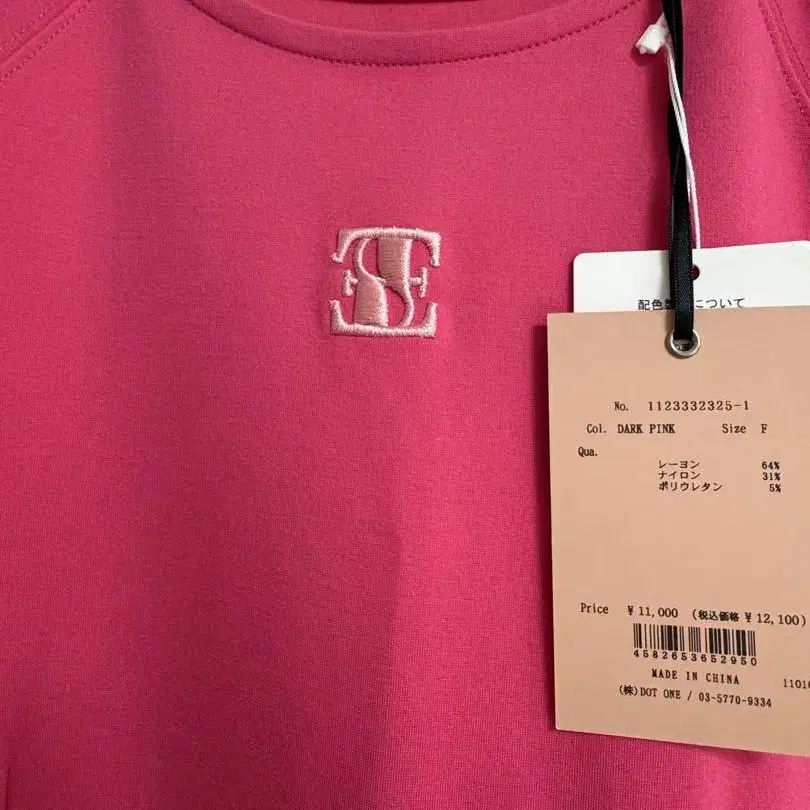 配色
について
No. 1123332325-1
Col. DARK PINK Size F
Qua.
レーヨン 64%
ナイロン 31%
ポリウレタン 5%
Price ¥11,000 (税込価格 ¥12,100)
4582653652950
MADE IN CHINA
1101
(株)DOT ONE / 03-5770-9334